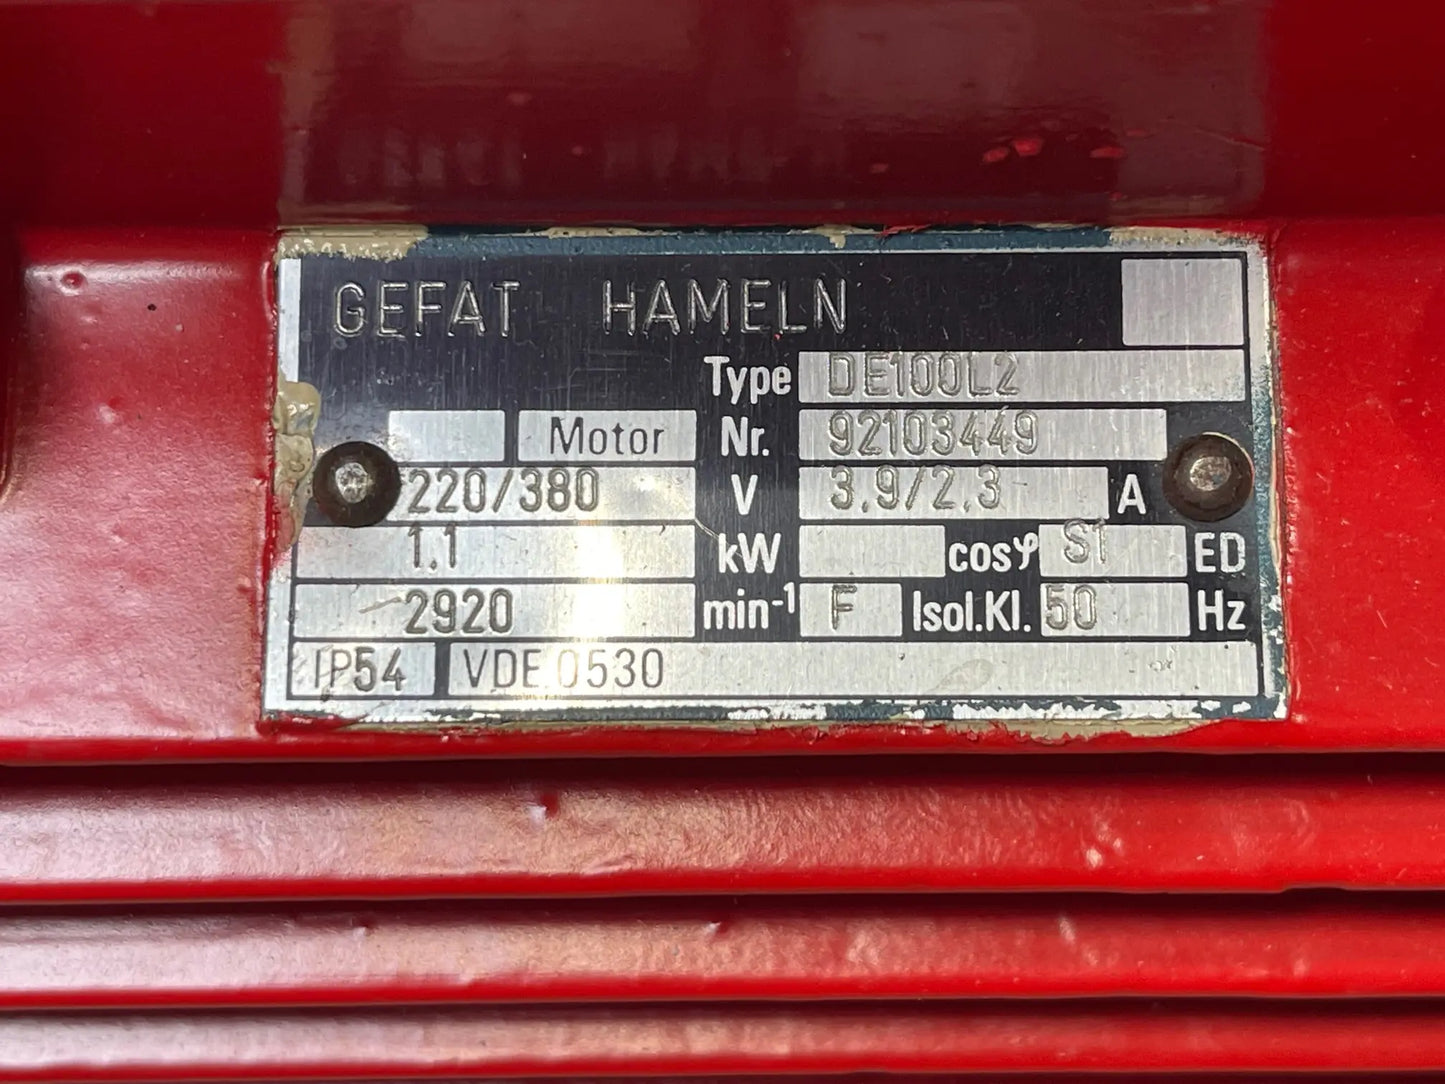 GEFAT HAMELN
Type DE100L2
Motor Nr. 92103449
220/380 V 3.9/2.3 A
1.1 kW cosφ S1 ED
2920 min-1 F Isol.Kl. 50 Hz
IP54 VDE 0530